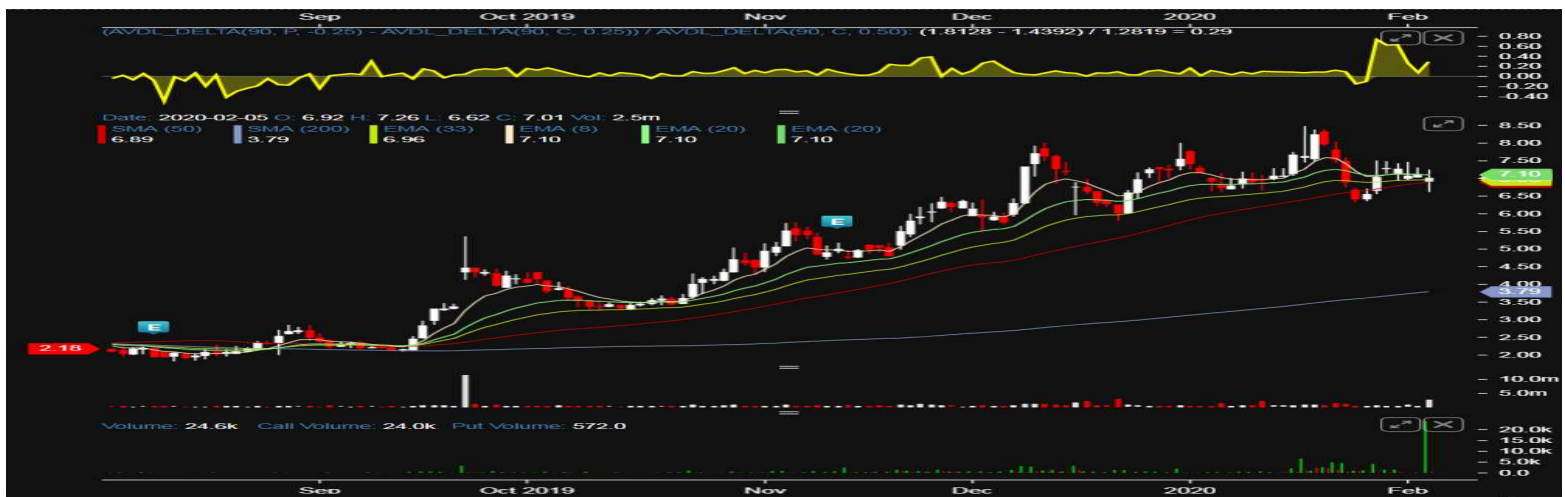 Sep Oct 2019 Nov Dec 2020 Feb
(AVDL_DELTA(90, P, -0.25) - AVDL_DELTA(90, C, 0.25)) / AVDL_DELTA(90, C, 0.50): (1.8128 - 1.4392) / 1.2819 = 0.29
0.80
0.60
0.40
0.20
0.00
-0.20
-0.40
Date: 2020-02-05 O: 6.92 H: 7.26 L: 6.62 C: 7.01 Vol: 2.5m
SMA (50) SMA (200) EMA (33) EMA (8) EMA (20) EMA (20)
6.89 3.79 6.96 7.10 7.10 7.10
8.50
8.00
7.50
7.10
6.50
6.00
E
5.00
4.50
4.00
3.79
3.50
3.00
E
2.50
2.18
2.00
10.0m
5.0m
Volume: 24.6k Call Volume: 24.0k Put Volume: 572.0
20.0k
15.0k
10.0k
5.0k
0.0
Sep Oct 2019 Nov Dec 2020 Feb